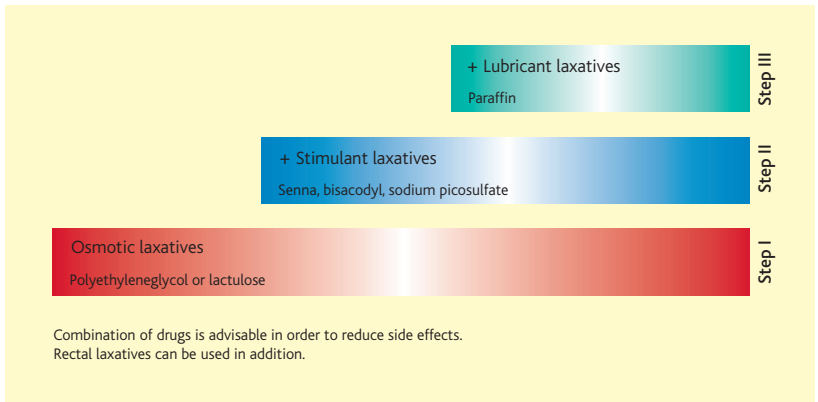 + Lubricant laxatives
Paraffin
Step III
+ Stimulant laxatives
Senna, bisacodyl, sodium picosulfate
Step II
Osmotic laxatives
Polyethyleneglycol or lactulose
Step I
Combination of drugs is advisable in order to reduce side effects.
Rectal laxatives can be used in addition.